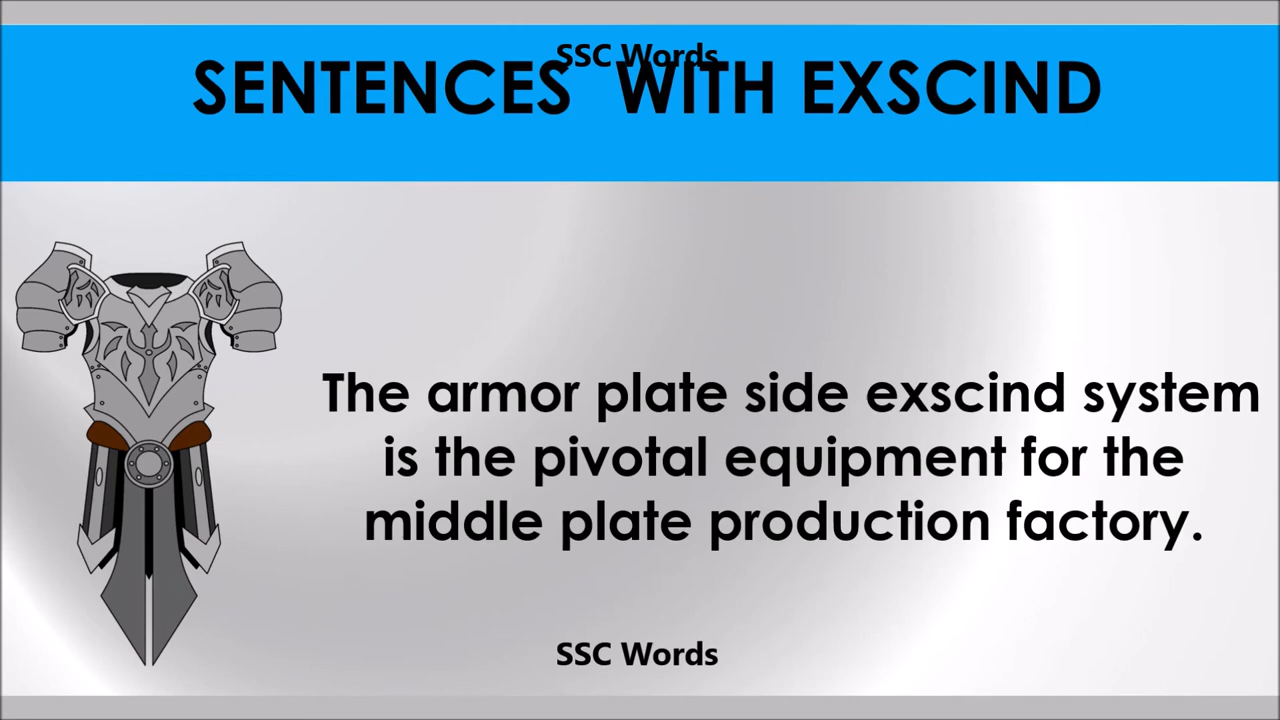 SSC Words
SENTENCES WITH EXSCIND
The armor plate side exscind system
is the pivotal equipment for the
middle plate production factory.
SSC Words